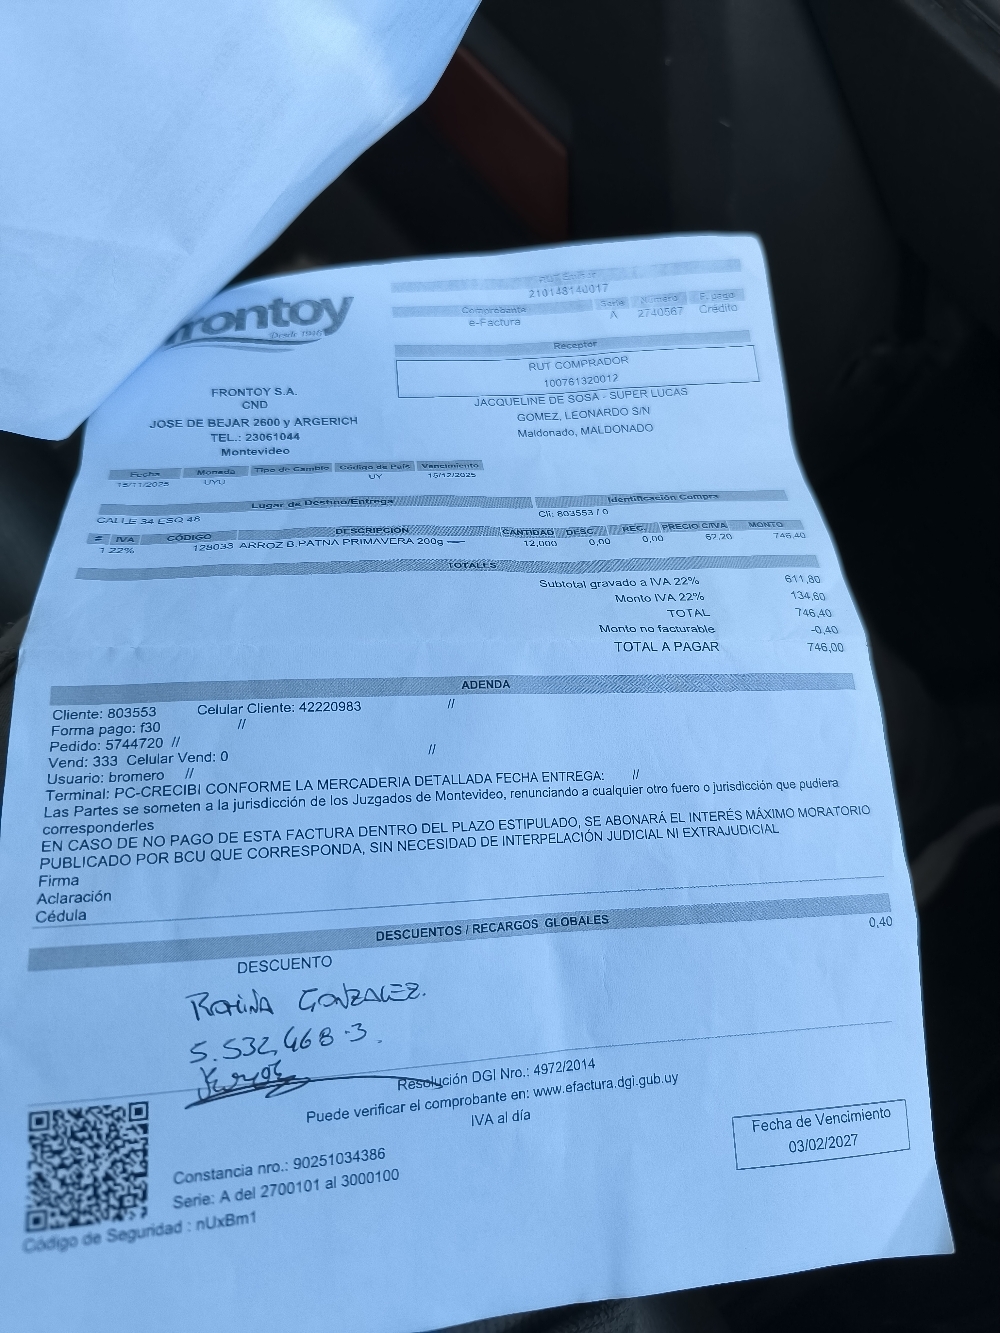 rontoy
Desde 1946
RUT Emisor
210148140017
Comprobante Serie Número F. pago
e-Factura A 2740567 Crédito
Receptor
RUT COMPRADOR
100761320012
JACQUELINE DE SOSA - SUPER LUCAS
GOMEZ, LEONARDO S/N
Maldonado, MALDONADO
FRONTOY S.A.
CND
JOSE DE BEJAR 2600 y ARGERICH
TEL.: 23061044
Montevideo
Fecha Moneda Tipo de Cambio Código de País Vencimiento
15/11/2025 UYU UY 15/12/2025
Lugar de Destino/Entrega Identificación Compra
CALLE 34 ESQ 48 Cli: 803553 / 0
# IVA CÓDIGO DESCRIPCIÓN CANTIDAD DESC. REC. PRECIO C/IVA MONTO
1 22% 128033 ARROZ B.PATNA PRIMAVERA 200g 12,000 0,00 0,00 62,20 746,40
TOTALES
Subtotal gravado a IVA 22% 611,80
Monto IVA 22% 134,60
TOTAL 746,40
Monto no facturable -0,40
TOTAL A PAGAR 746,00
ADENDA
Cliente: 803553 Celular Cliente: 42220983 //
Forma pago: f30 //
Pedido: 5744720 //
Vend: 333 Celular Vend: 0 //
Usuario: bromero //
Terminal: PC-CRECIBI CONFORME LA MERCADERIA DETALLADA FECHA ENTREGA: //
Las Partes se someten a la jurisdicción de los Juzgados de Montevideo, renunciando a cualquier otro fuero o jurisdicción que pudiera
corresponderles
EN CASO DE NO PAGO DE ESTA FACTURA DENTRO DEL PLAZO ESTIPULADO, SE ABONARÁ EL INTERÉS MÁXIMO MORATORIO
PUBLICADO POR BCU QUE CORRESPONDA, SIN NECESIDAD DE INTERPELACIÓN JUDICIAL NI EXTRAJUDICIAL
Firma
Aclaración
Cédula
DESCUENTOS / RECARGOS GLOBALES
DESCUENTO 0,40
ROMINA GONZALEZ.
5.532.468-3.
Resolución DGI Nro.: 4972/2014
Puede verificar el comprobante en: www.efactura.dgi.gub.uy
IVA al día
Fecha de Vencimiento
03/02/2027
Constancia nro.: 90251034386
Serie: A del 2700101 al 3000100
Código de Seguridad : nUxBm1